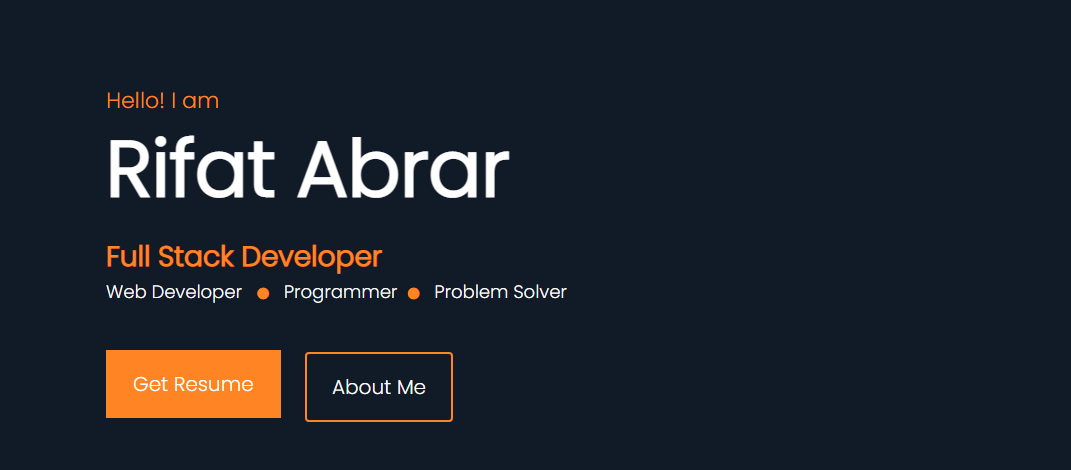 Hello! I am
Rifat Abrar
Full Stack Developer
Web Developer ● Programmer ● Problem Solver
Get Resume
About Me